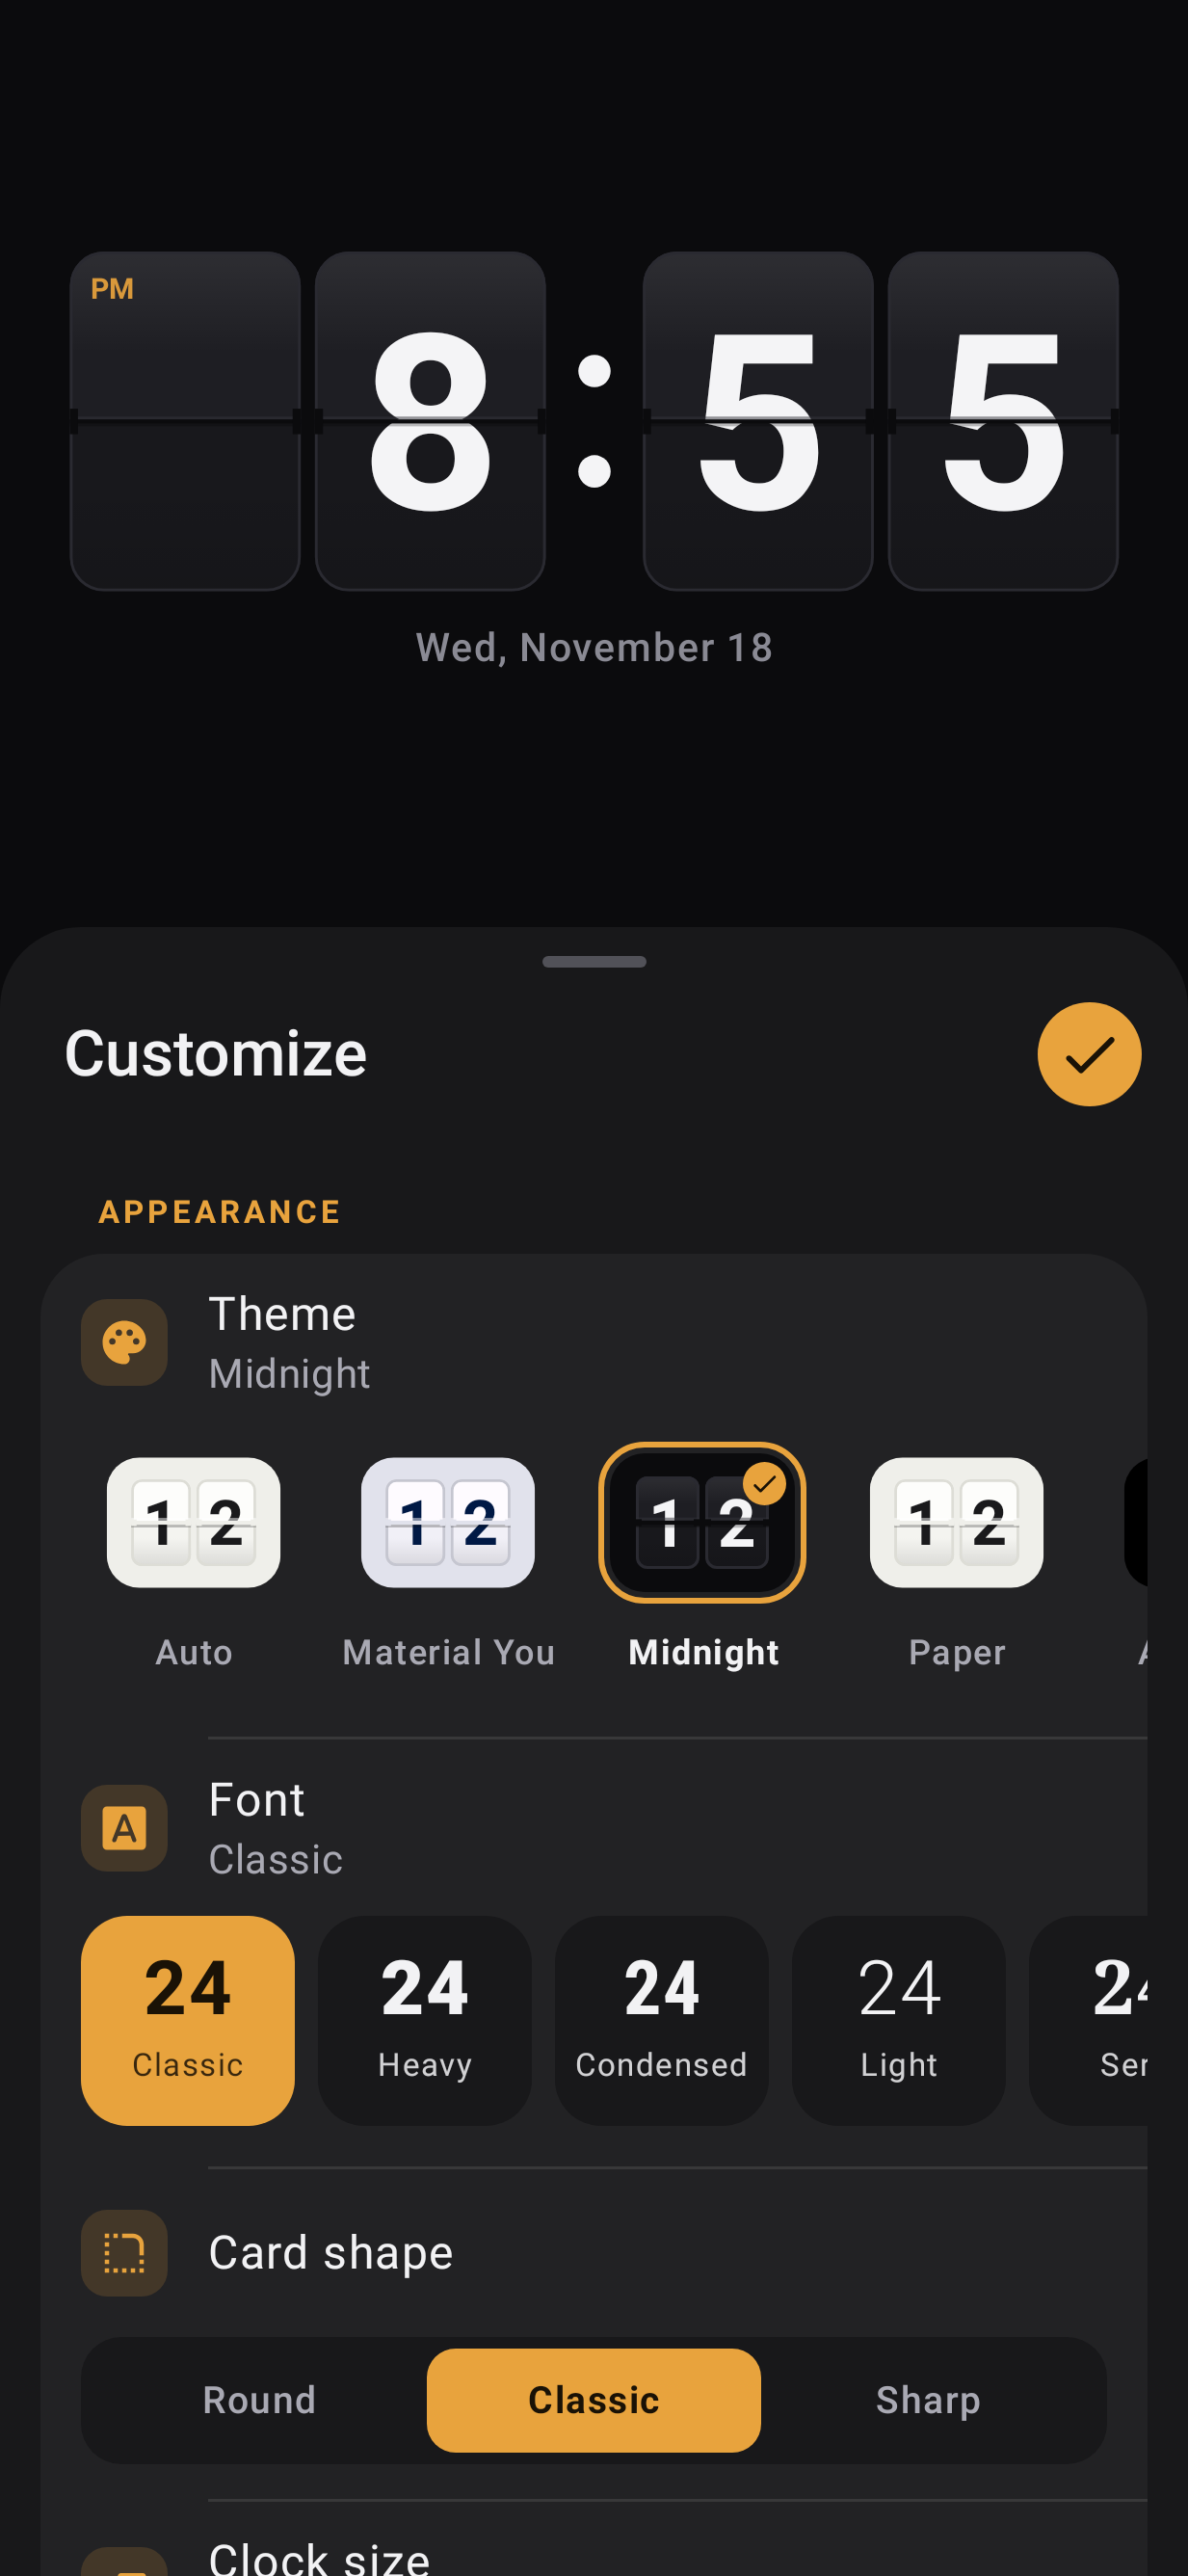 PM
8:55
Wed, November 18
Customize
APPEARANCE
Theme
Midnight
12 12 12 12
Auto Material You Midnight Paper
Font
Classic
24 24 24 24
Classic Heavy Condensed Light
Card shape
Round Classic Sharp
Clock size